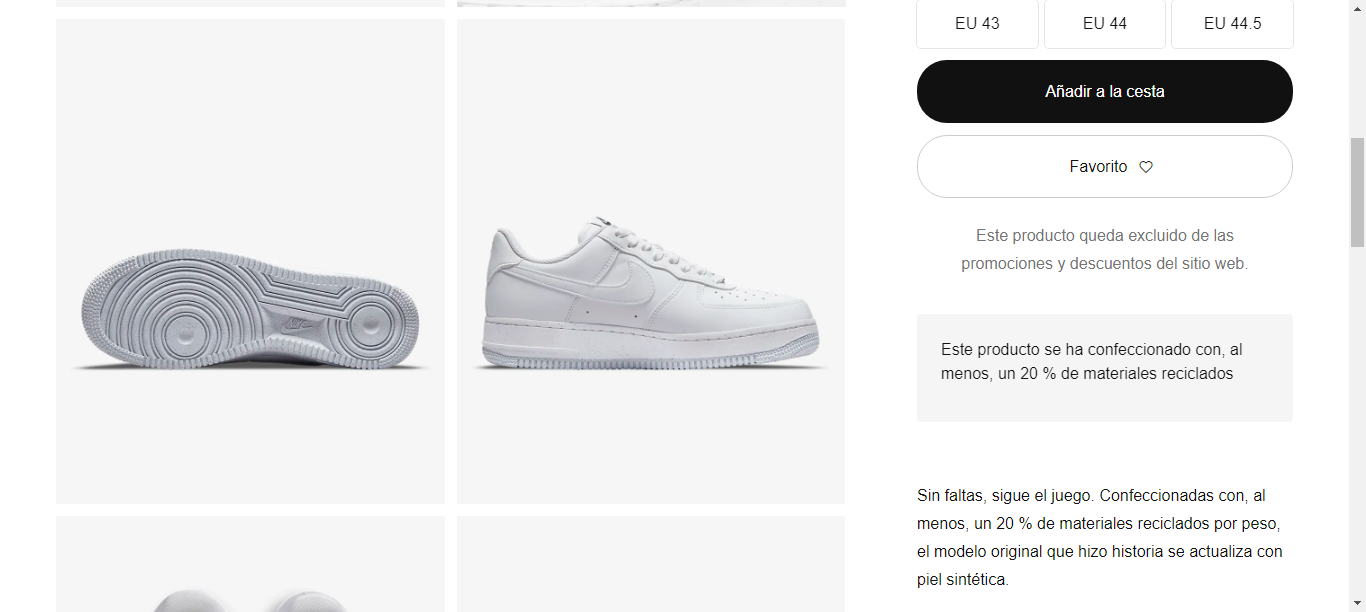 EU 43
EU 44
EU 44.5
Añadir a la cesta
Favorito
Este producto queda excluido de las
promociones y descuentos del sitio web.
Este producto se ha confeccionado con, al
menos, un 20 % de materiales reciclados
Sin faltas, sigue el juego. Confeccionadas con, al
menos, un 20 % de materiales reciclados por peso,
el modelo original que hizo historia se actualiza con
piel sintética.